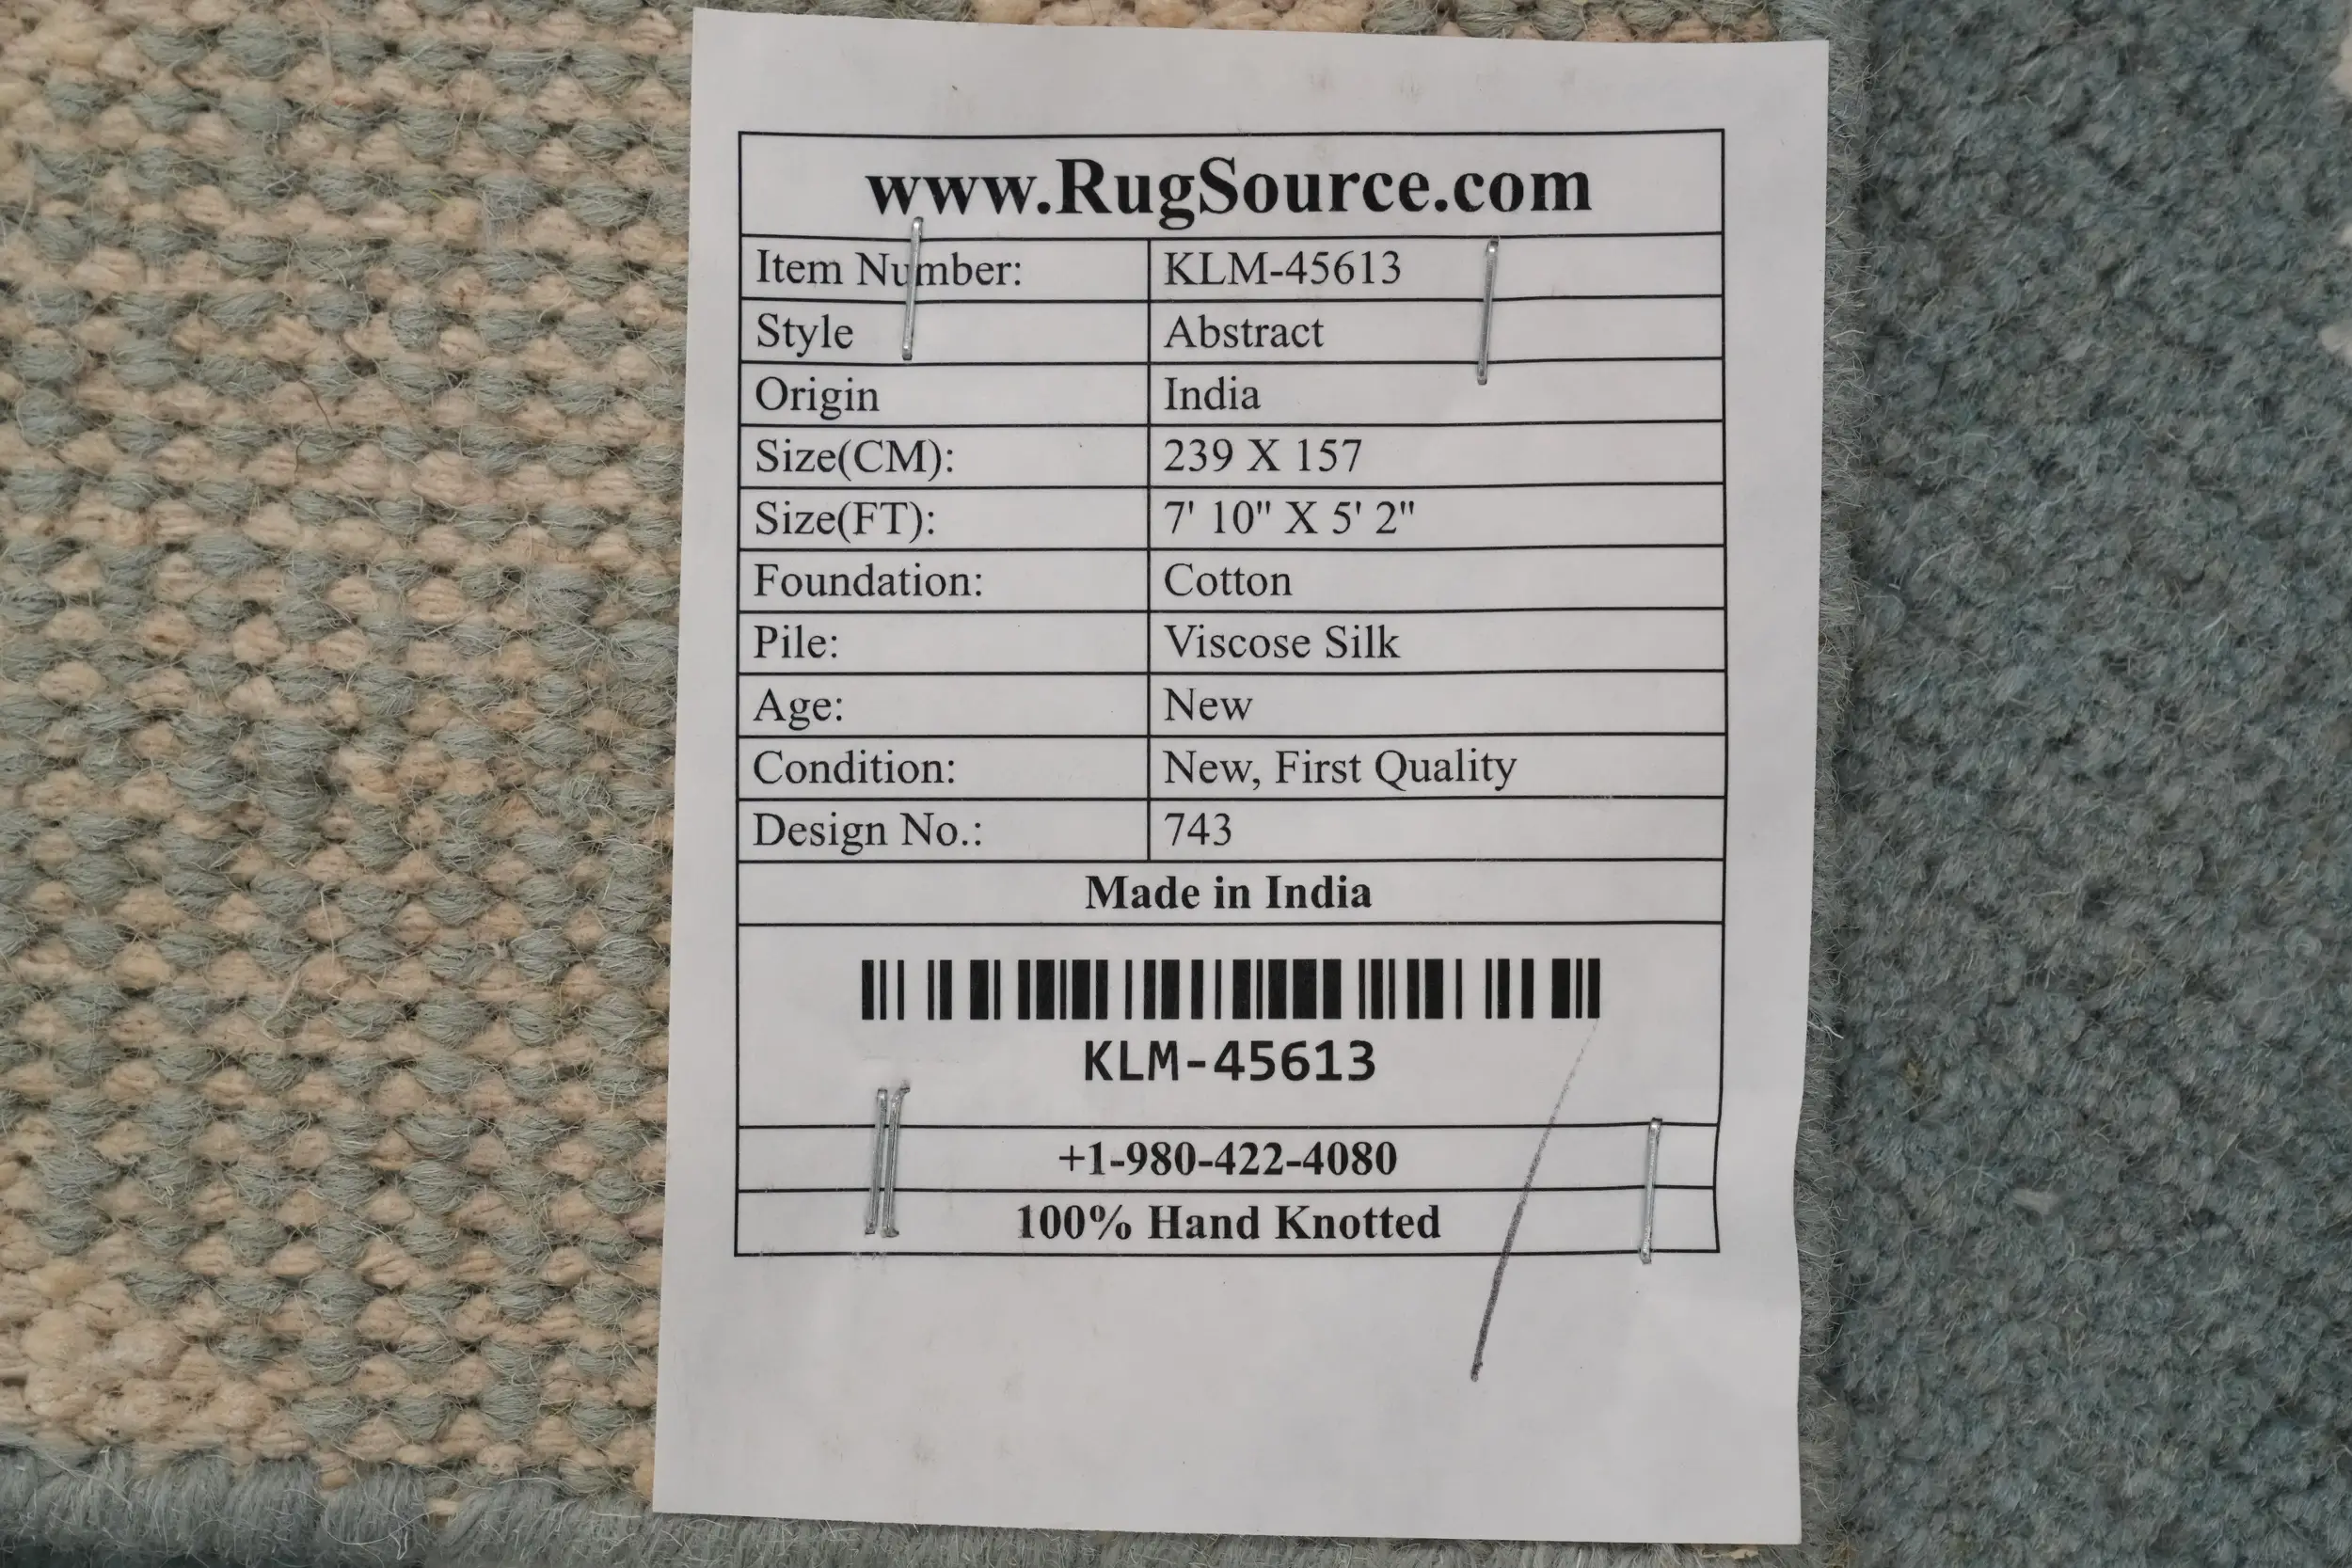 www.RugSource.com
Item Number: KLM-45613
Style Abstract
Origin India
Size(CM): 239 X 157
Size(FT): 7' 10" X 5' 2"
Foundation: Cotton
Pile: Viscose Silk
Age: New
Condition: New, First Quality
Design No.: 743
Made in India
KLM-45613
+1-980-422-4080
100% Hand Knotted